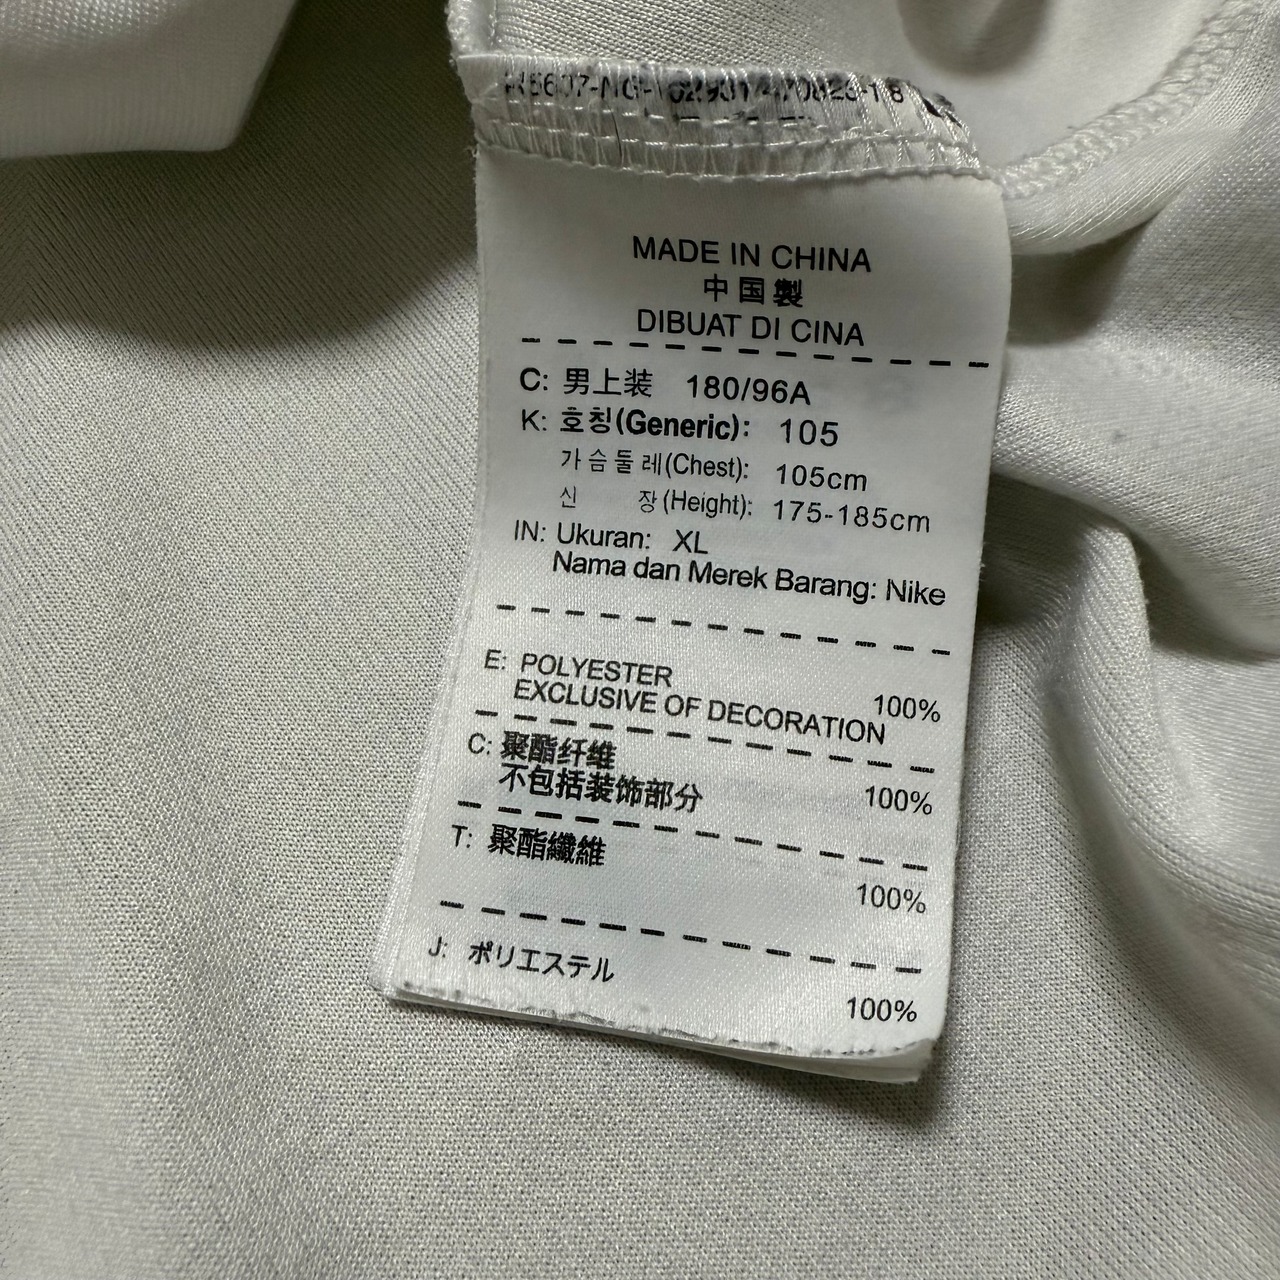 MADE IN CHINA
中国製
DIBUAT DI CINA
C: 男上装 180/96A
K: 호칭(Generic): 105
가슴둘레(Chest): 105cm
신 장(Height): 175-185cm
IN: Ukuran: XL
Nama dan Merek Barang: Nike
E: POLYESTER 100%
EXCLUSIVE OF DECORATION
C: 聚酯纤维 100%
不包括装饰部分
T: 聚酯纖維 100%
J: ポリエステル 100%